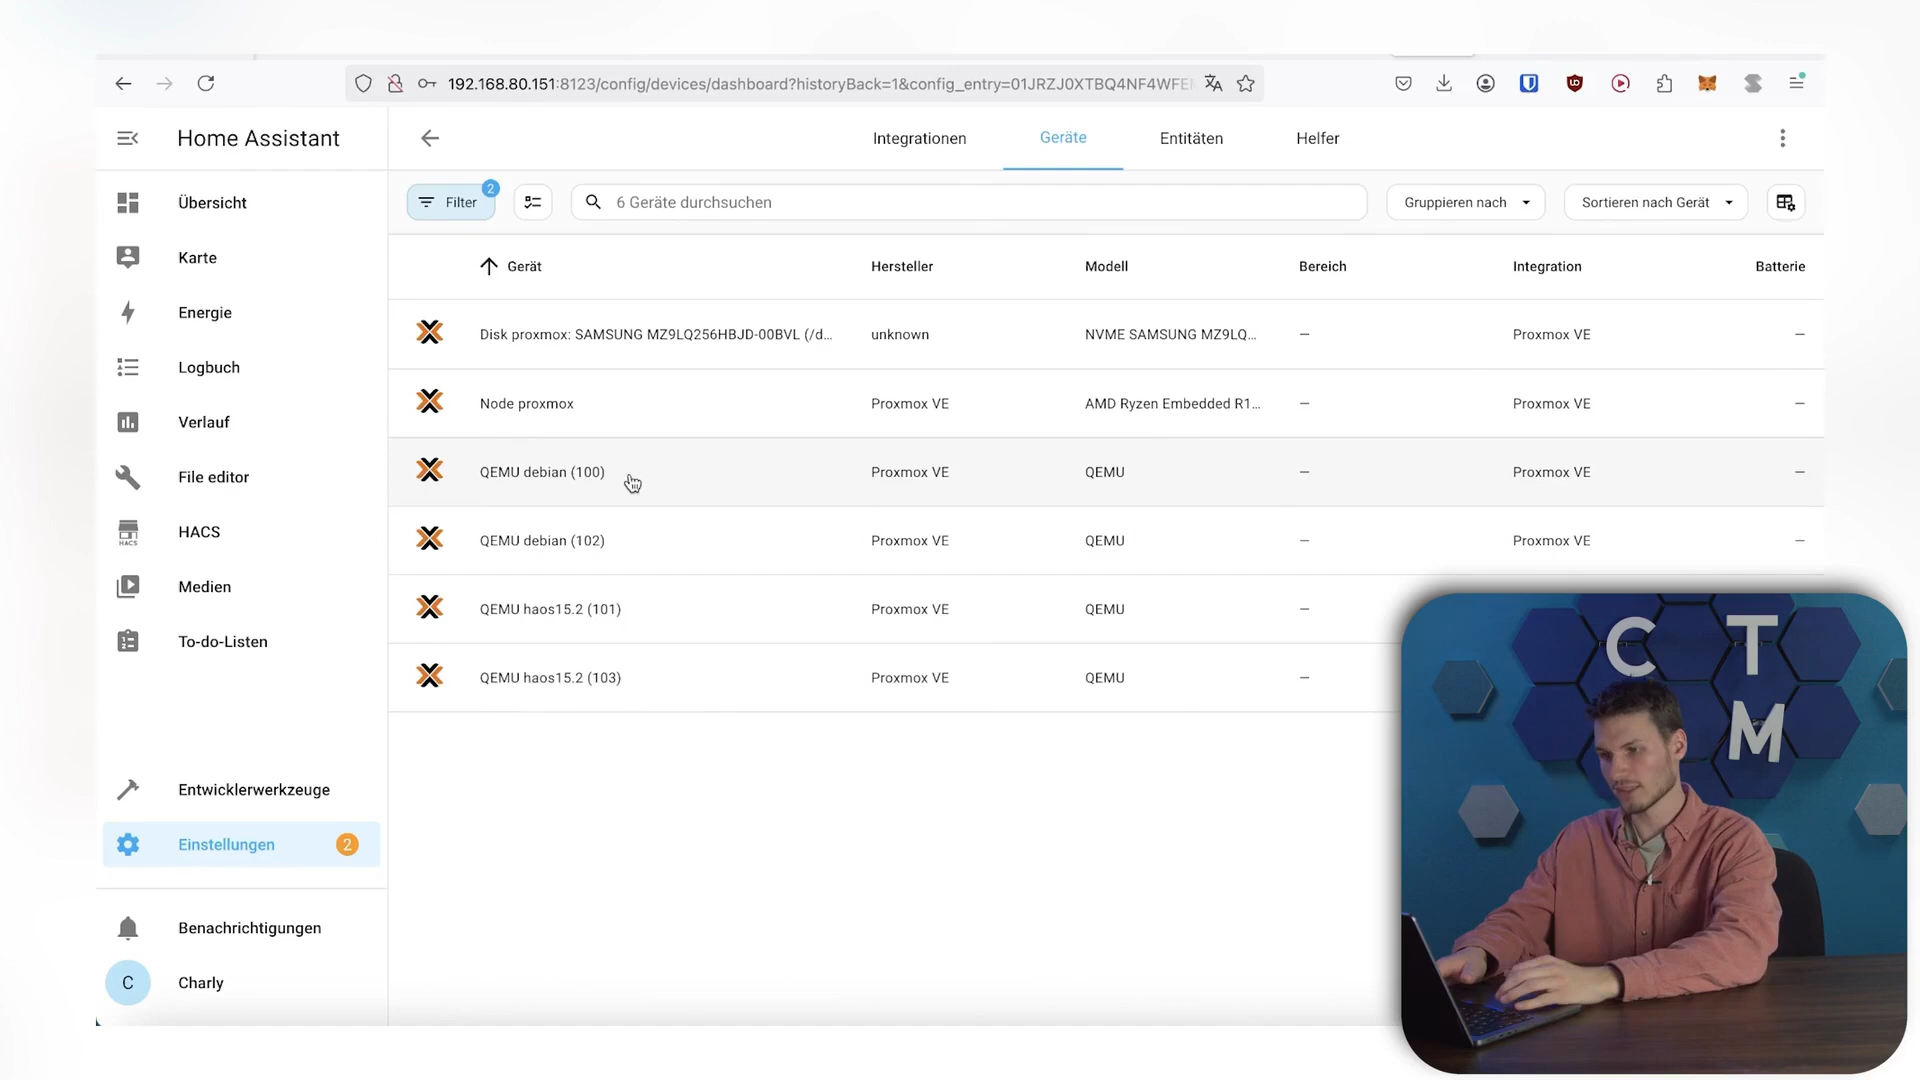 192.168.80.151:8123/config/devices/dashboard?historyBack=1&config_entry=01JRZJ0XTBQ4NF4WFE
Home Assistant
Integrationen
Geräte
Entitäten
Helfer
Filter
2
6 Geräte durchsuchen
Gruppieren nach
Sortieren nach Gerät
Übersicht
Karte
Energie
Logbuch
Verlauf
File editor
HACS
HACS
Medien
To-do-Listen
Entwicklerwerkzeuge
Einstellungen
2
Benachrichtigungen
C
Charly
Gerät
Hersteller
Modell
Bereich
Integration
Batterie
Disk proxmox: SAMSUNG MZ9LQ256HBJD-00BVL (/d...
unknown
NVME SAMSUNG MZ9LQ...
–
Proxmox VE
–
Node proxmox
Proxmox VE
AMD Ryzen Embedded R1...
–
Proxmox VE
–
QEMU debian (100)
Proxmox VE
QEMU
–
Proxmox VE
–
QEMU debian (102)
Proxmox VE
QEMU
–
Proxmox VE
–
QEMU haos15.2 (101)
Proxmox VE
QEMU
–
QEMU haos15.2 (103)
Proxmox VE
QEMU
–
C T
M